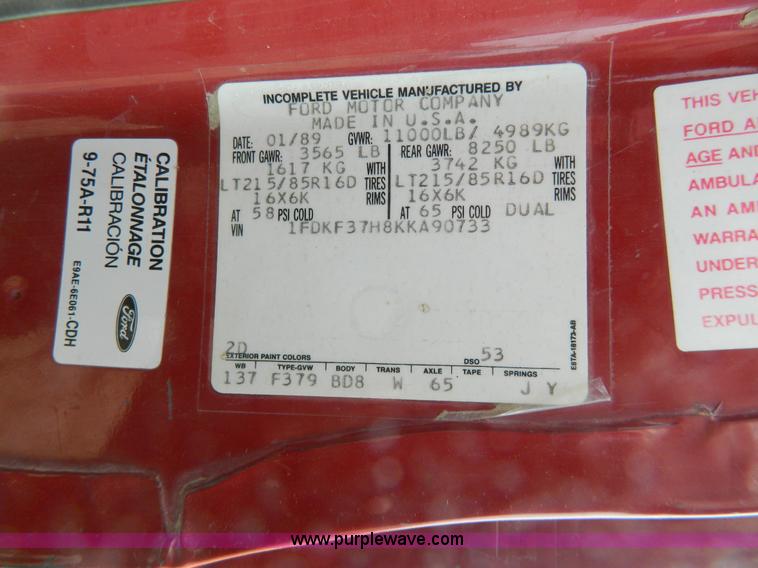 INCOMPLETE VEHICLE MANUFACTURED BY
FORD MOTOR COMPANY
MADE IN U.S.A.
DATE: 01/89 GVWR: 11000LB/ 4989KG
FRONT GAWR: 3565 LB REAR GAWR: 8250 LB
1617 KG WITH 3742 KG WITH
LT215/85R16D TIRES LT215/85R16D TIRES
16X6K RIMS 16X6K RIMS
AT 58 PSI COLD AT 65 PSI COLD DUAL
VIN 1FDKF37H8KKA90733
2D 53
EXTERIOR PAINT COLORS DSO
WB TYPE-GVW BODY TRANS AXLE TAPE SPRINGS
137 F379 BD8 W 65 J Y
CALIBRATION
ÉTALONNAGE
CALIBRACIÓN
9-75A-R11
E9AE-6E061-CDH
Ford
THIS VEH
FORD A
AGE AND
AMBULA
AN AM
WARRA
UNDER
PRESS
EXPUL
www.purplewave.com